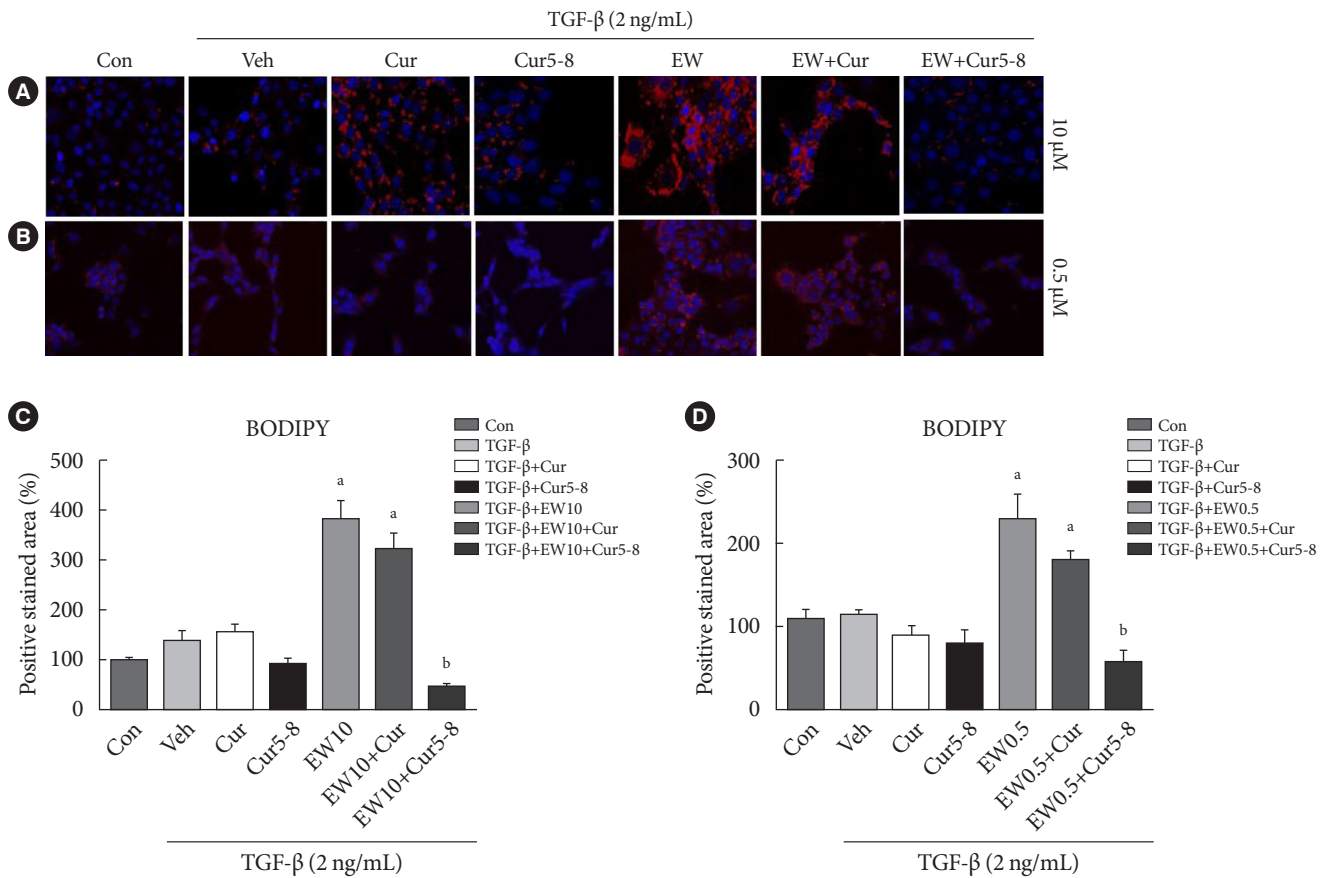 TGF-β (2 ng/mL)
Con Veh Cur Cur5-8 EW EW+Cur EW+Cur5-8
A
10 μM
B
0.5 μM
C
BODIPY
Positive stained area (%)
500
400
300
200
100
0
a
a
b
Con
Veh
Cur
Cur5-8
EW10
EW10+Cur
EW10+Cur5-8
TGF-β (2 ng/mL)
Con
TGF-β
TGF-β+Cur
TGF-β+Cur5-8
TGF-β+EW10
TGF-β+EW10+Cur
TGF-β+EW10+Cur5-8
D
BODIPY
Positive stained area (%)
300
200
100
0
a
a
b
Con
Veh
Cur
Cur5-8
EW0.5
EW0.5+Cur
EW0.5+Cur5-8
TGF-β (2 ng/mL)
Con
TGF-β
TGF-β+Cur
TGF-β+Cur5-8
TGF-β+EW0.5
TGF-β+EW0.5+Cur
TGF-β+EW0.5+Cur5-8